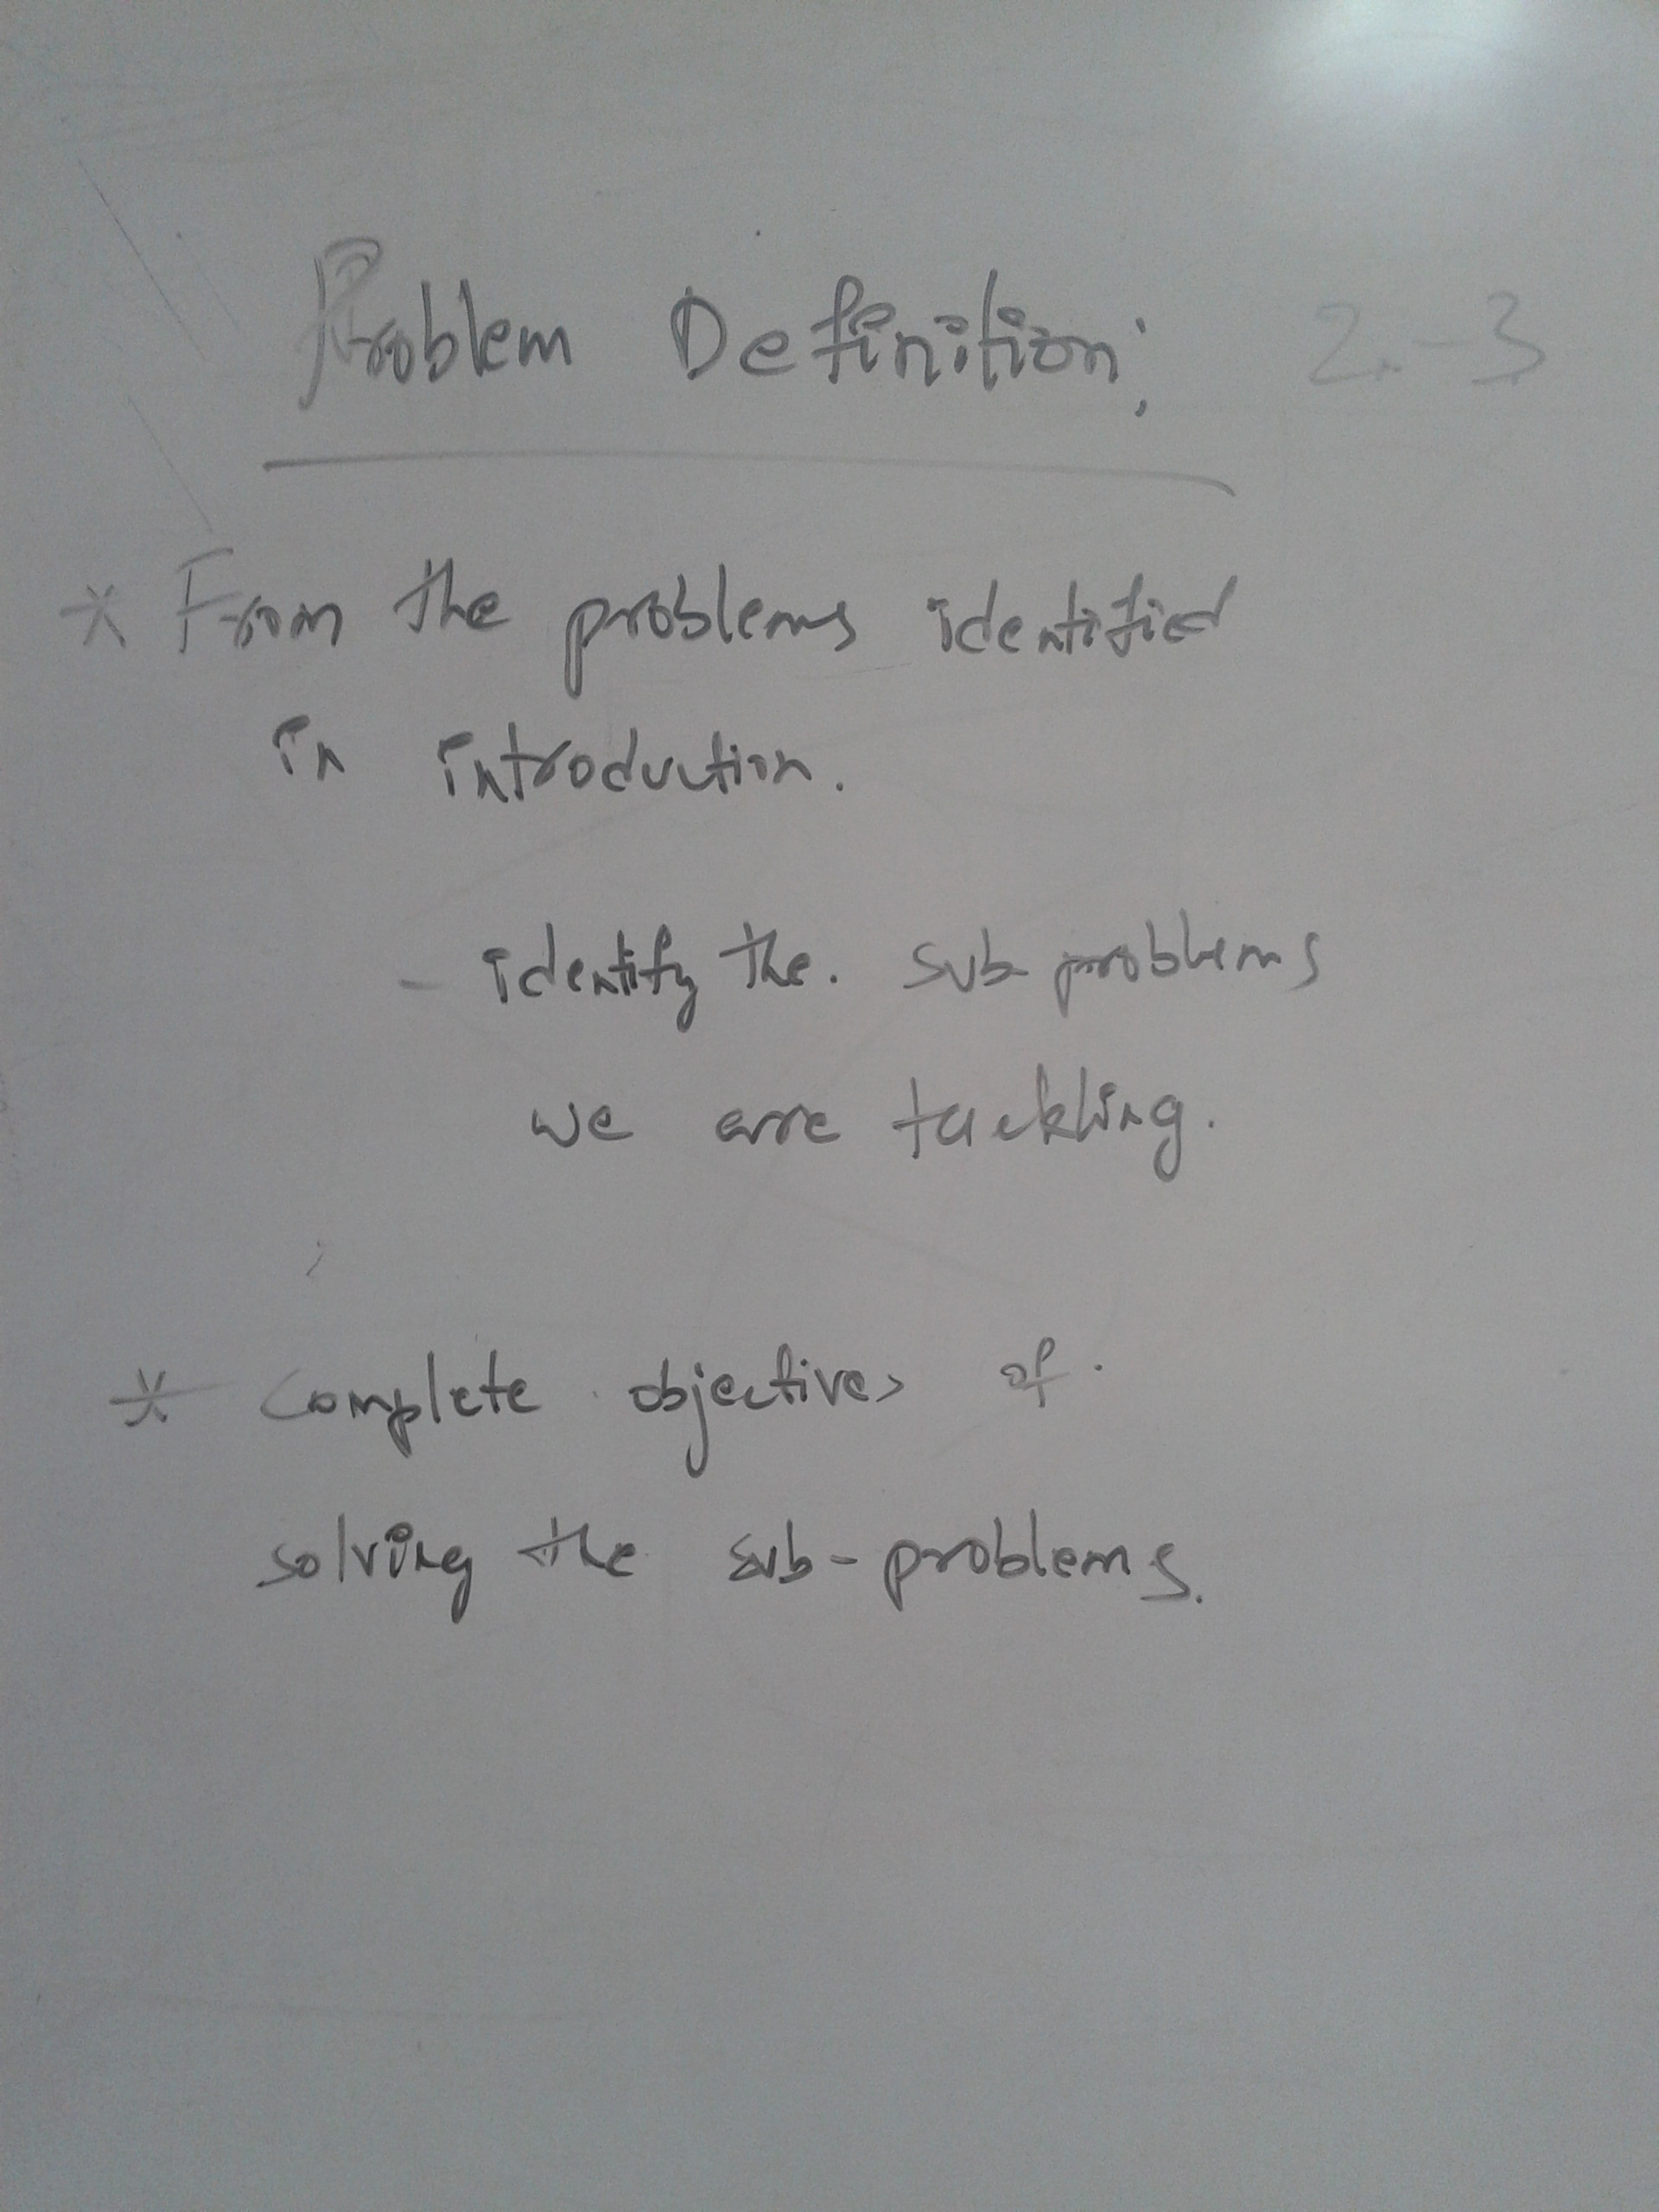 Problem Definition; 2.-3
* From the problems identified
in introduction.
- identify the. sub-problems
we are tackling.
* complete objectives of.
solving the sub-problems.